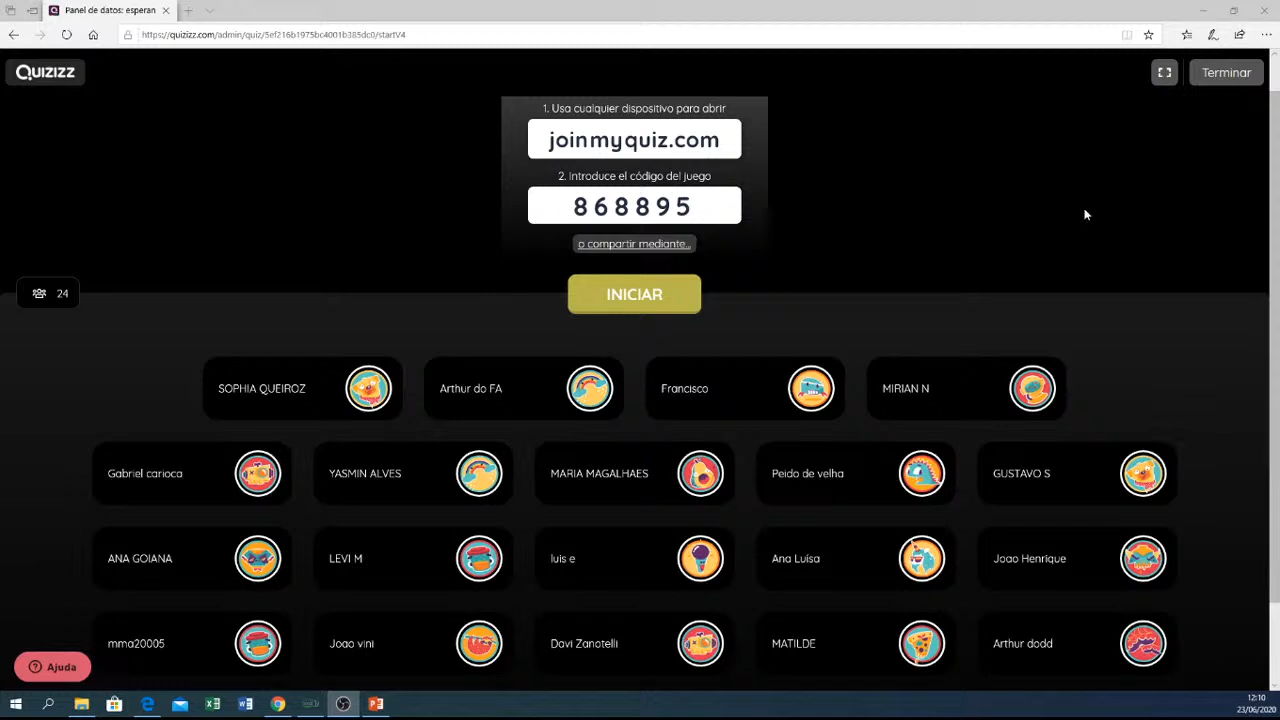 Panel de datos: esperan
https://quizizz.com/admin/quiz/5ef216b1975bc4001b385dc0/startV4
Quizizz
Terminar
1. Usa cualquier dispositivo para abrir
joinmyquiz.com
2. Introduce el código del juego
868895
o compartir mediante...
24
INICIAR
SOPHIA QUEIROZ
Arthur do FA
Francisco
MIRIAN N
Gabriel carioca
YASMIN ALVES
MARIA MAGALHAES
Peido de velha
GUSTAVO S
ANA GOIANA
LEVI M
luis e
Ana Luísa
Joao Henrique
mma20005
Joao vini
Davi Zanotelli
MATILDE
Arthur dadd
Ajuda
12:10
23/06/2020